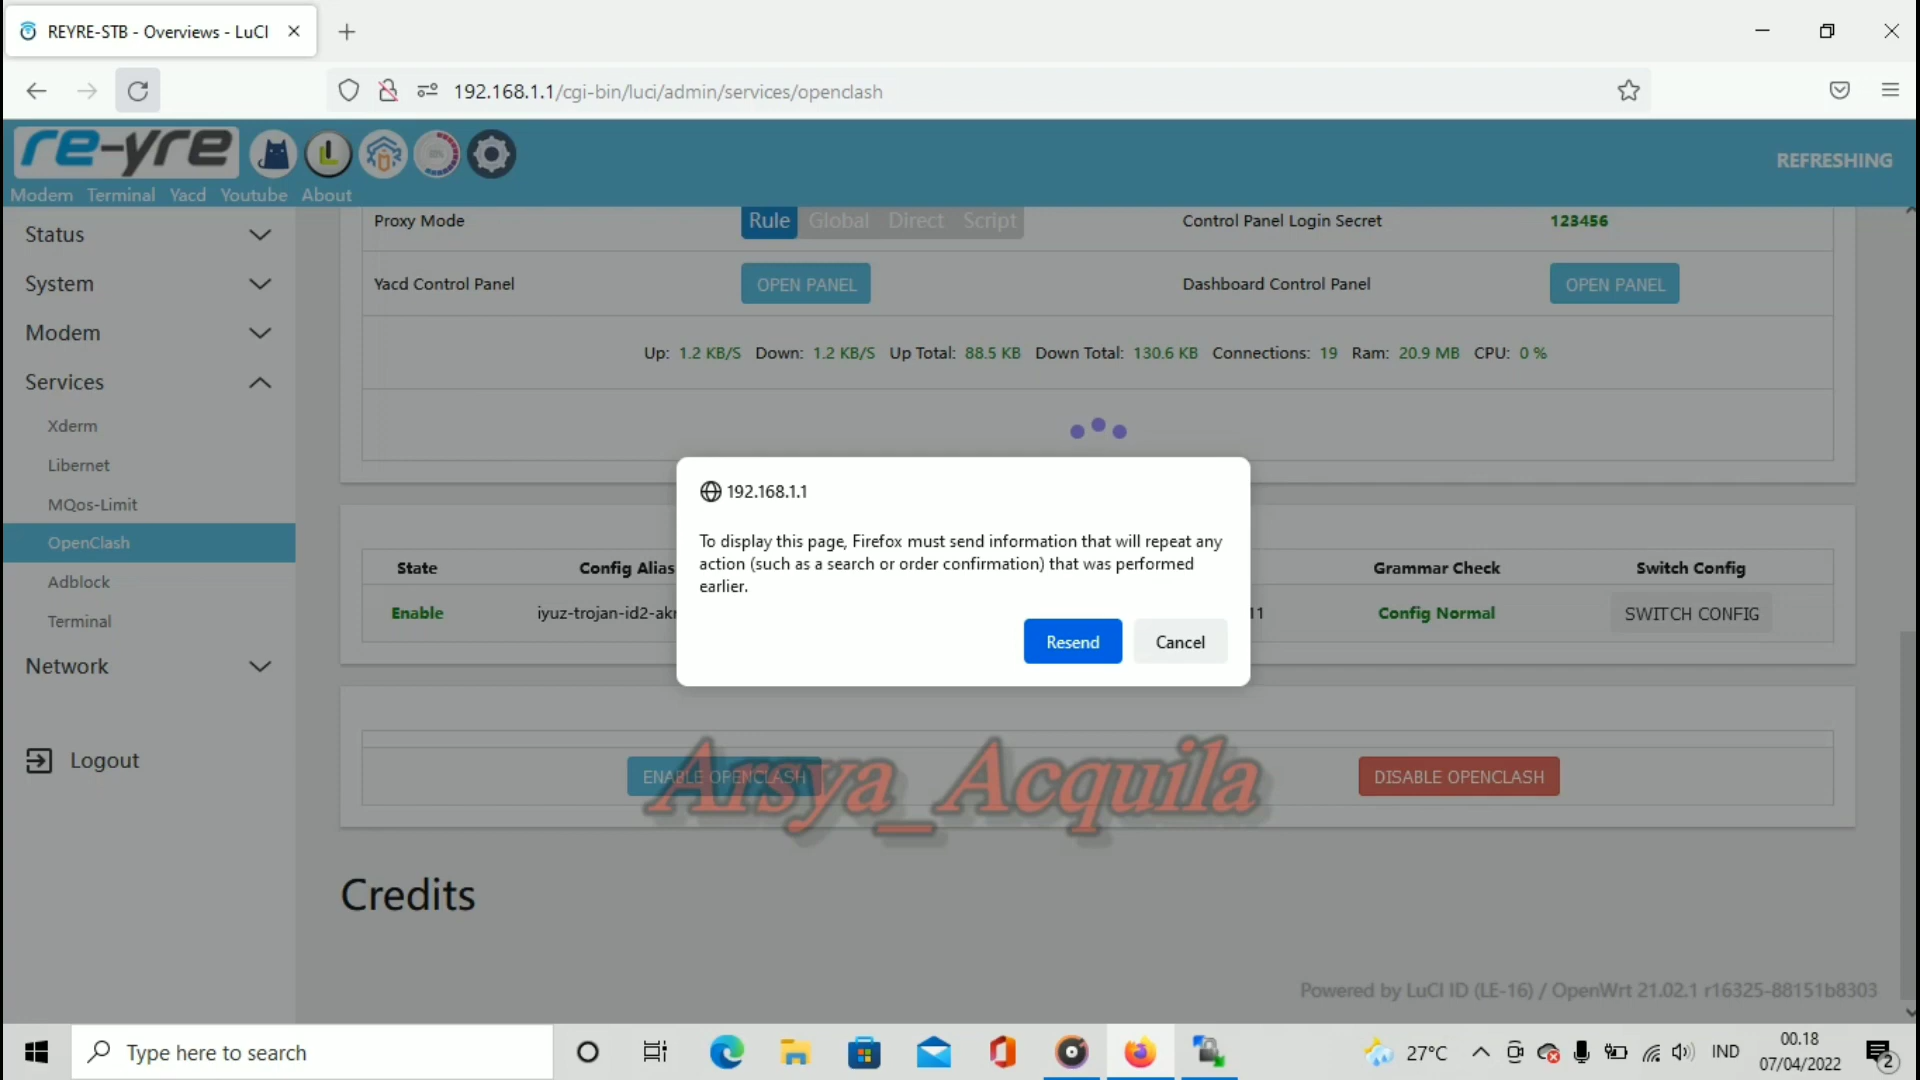 REYRE-STB - Overviews - LuCI
192.168.1.1/cgi-bin/luci/admin/services/openclash
re-yre
REFRESHING
Modem Terminal Yacd Youtube About
Status
System
Modem
Services
Xderm
Libernet
MQos-Limit
OpenClash
Adblock
Terminal
Network
Logout
Proxy Mode Rule Global Direct Script Control Panel Login Secret 123456
Yacd Control Panel OPEN PANEL Dashboard Control Panel OPEN PANEL
Up: 1.2 KB/S Down: 1.2 KB/S Up Total: 88.5 KB Down Total: 130.6 KB Connections: 19 Ram: 20.9 MB CPU: 0 %
192.168.1.1
To display this page, Firefox must send information that will repeat any
action (such as a search or order confirmation) that was performed
earlier.
Resend Cancel
State Config Alias Grammar Check Switch Config
Enable iyuz-trojan-id2-ak 11 Config Normal SWITCH CONFIG
ENABLE OPENCLASH DISABLE OPENCLASH
Arsya_Acquila
Credits
Powered by LuCI ID (LE-16) / OpenWrt 21.02.1 r16325-88151b8303
Type here to search
27°C
IND
00.18
07/04/2022
2